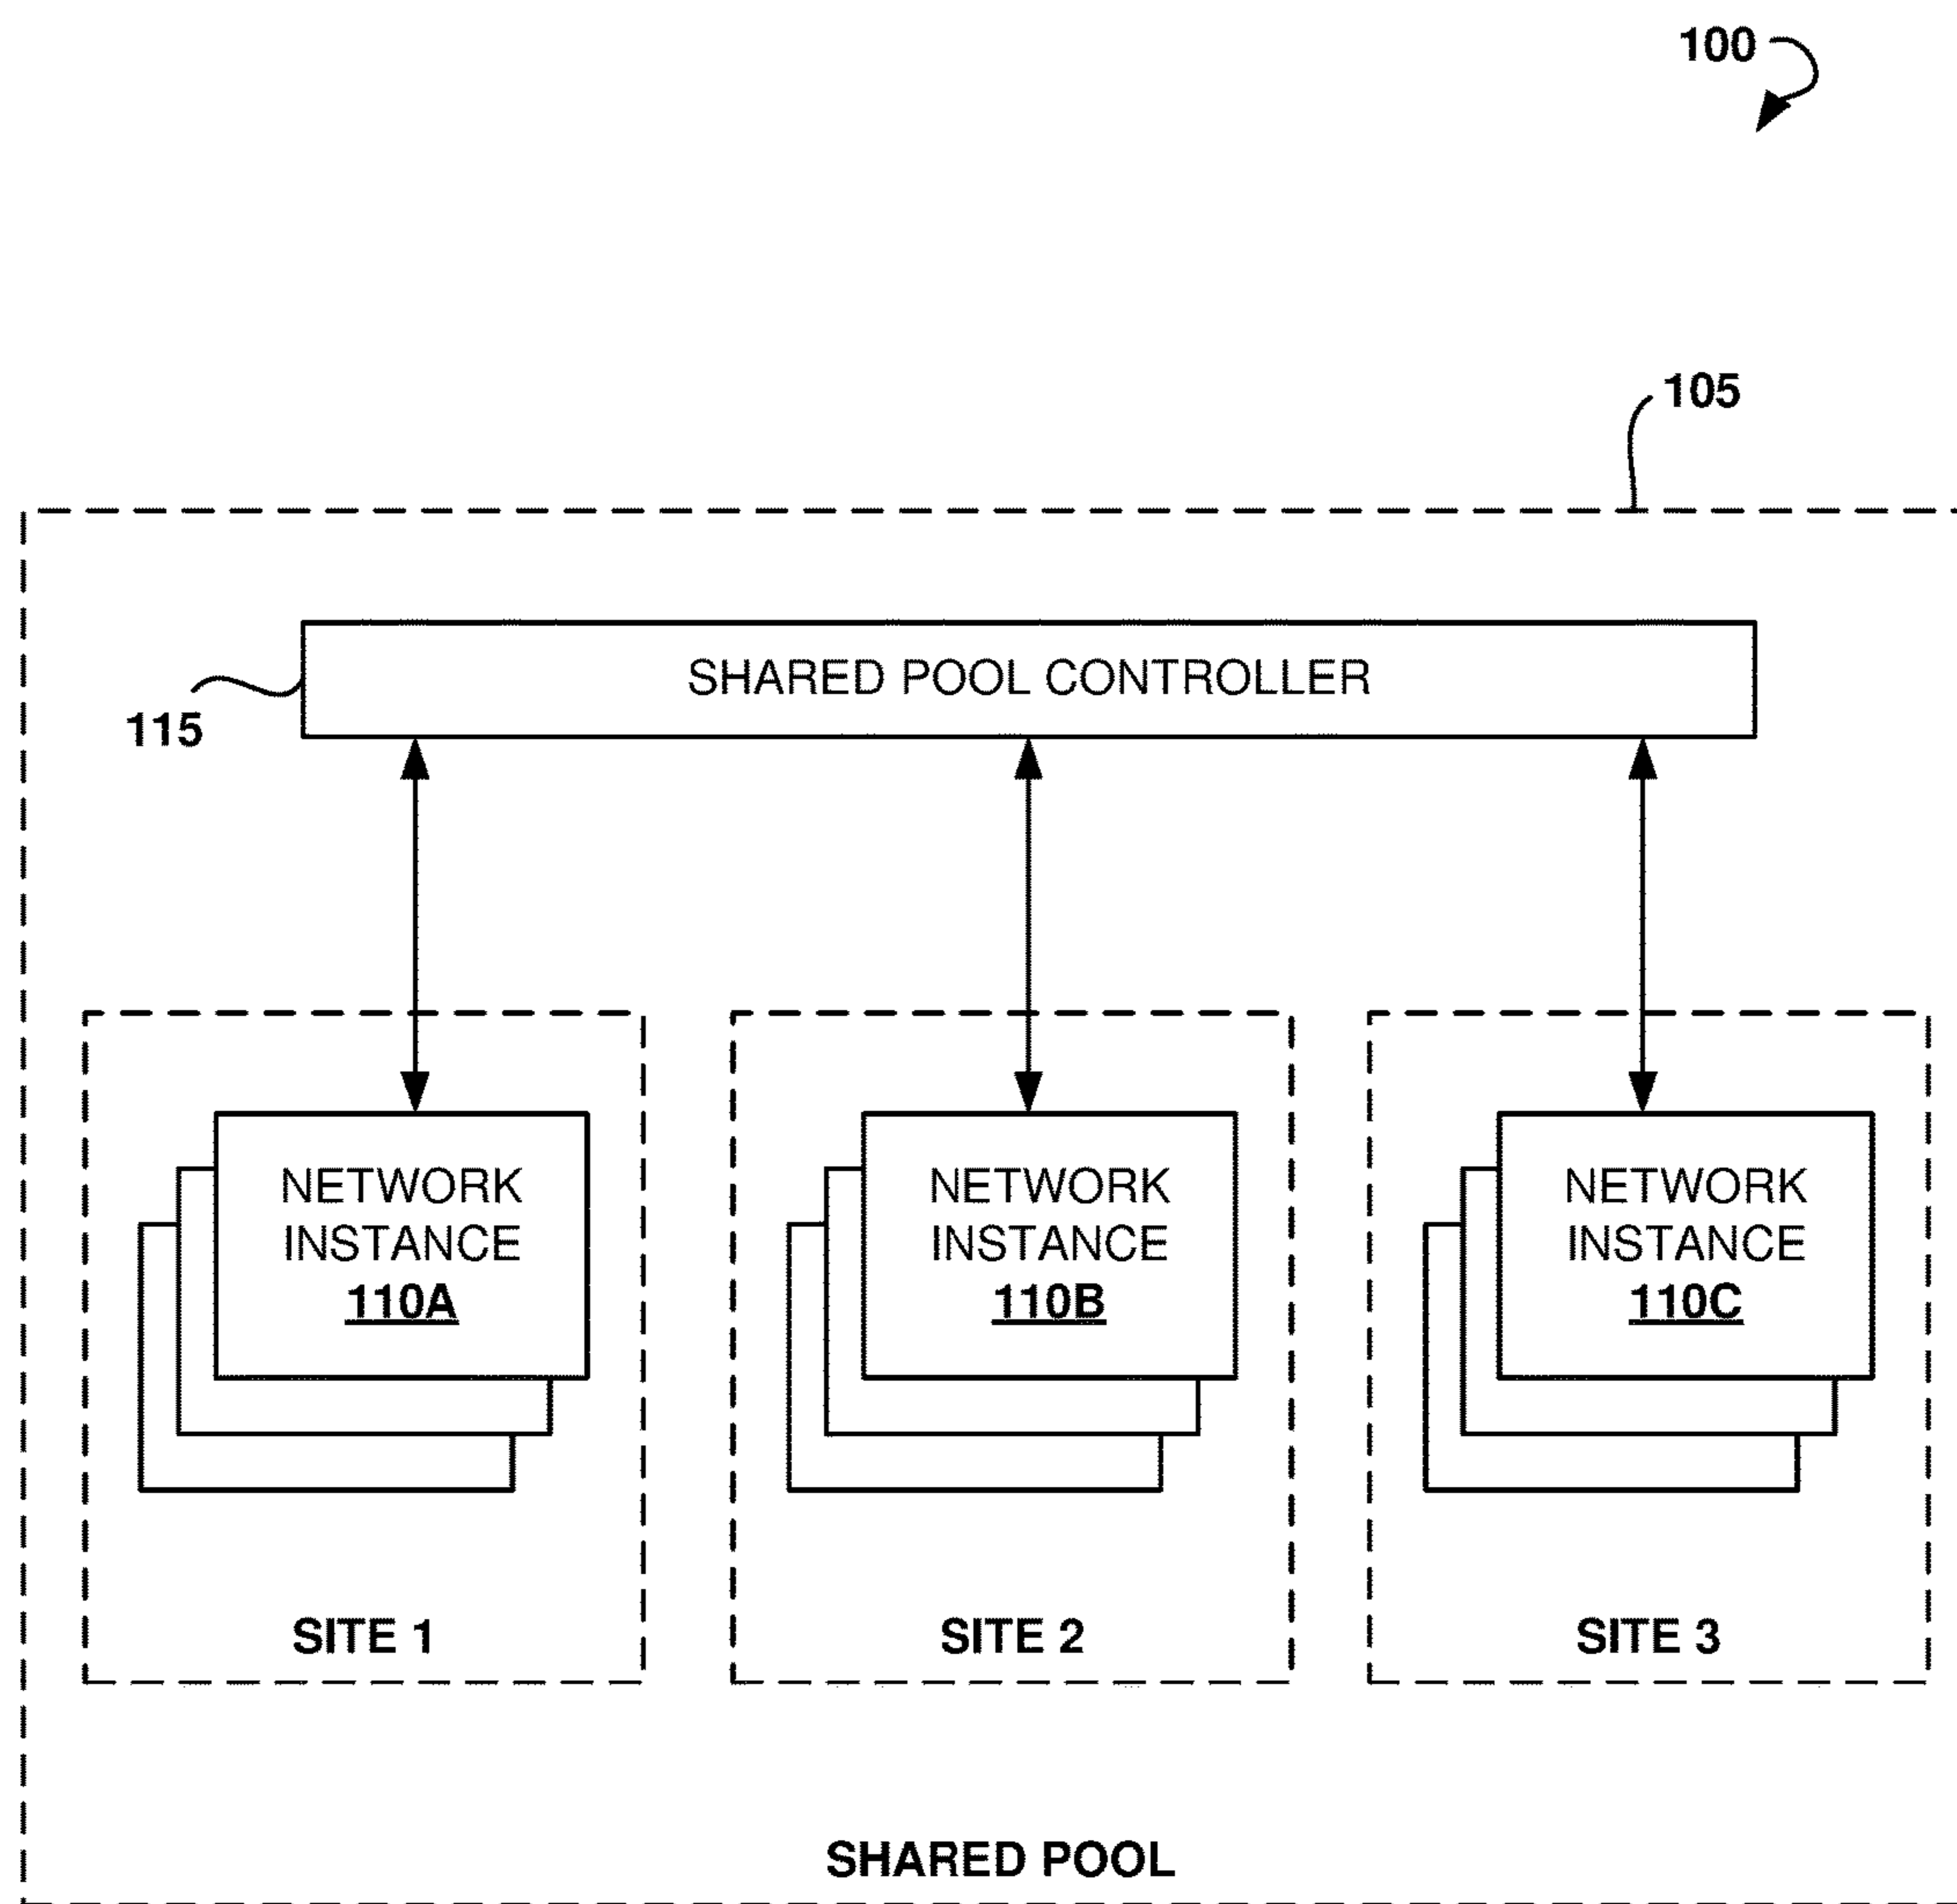 100
105
SHARED POOL CONTROLLER
115
NETWORK
INSTANCE
110A
NETWORK
INSTANCE
110B
NETWORK
INSTANCE
110C
SITE 1
SITE 2
SITE 3
SHARED POOL